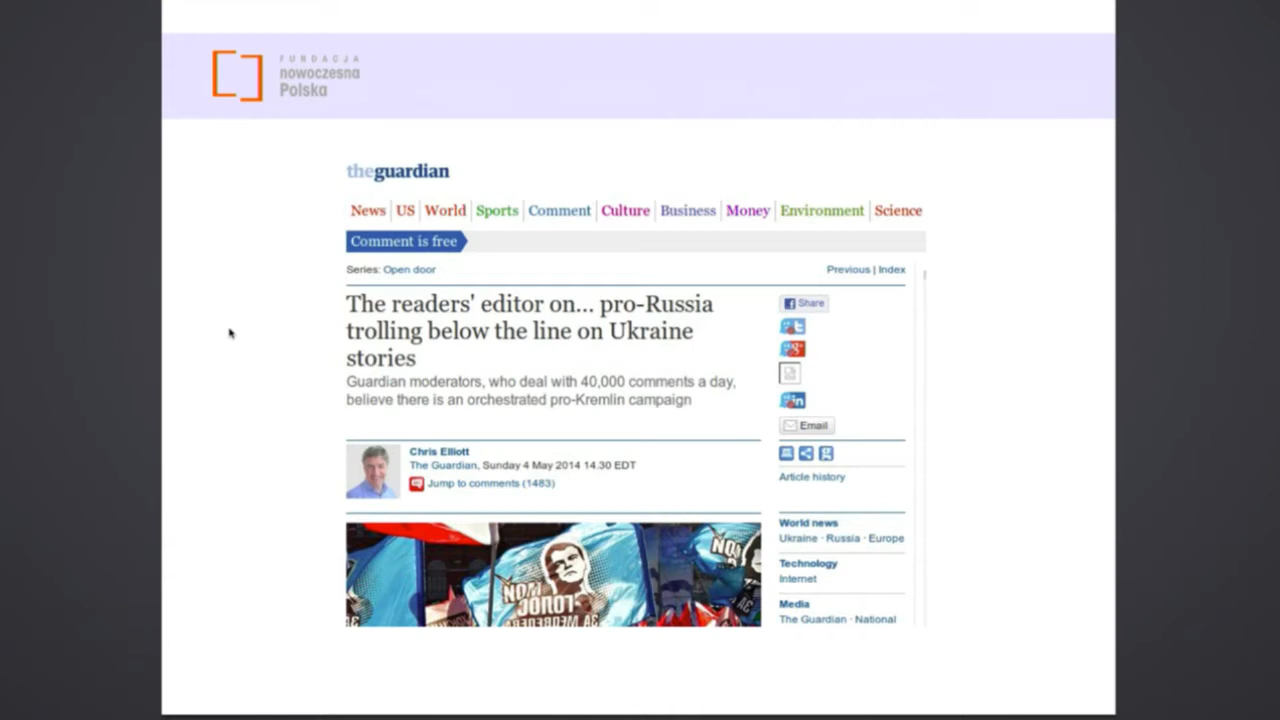 FUNDACJA
nowoczesna
Polska
theguardian
News US World Sports Comment Culture Business Money Environment Science
Comment is free
Series: Open door
Previous | Index
The readers' editor on... pro-Russia
trolling below the line on Ukraine
stories
Guardian moderators, who deal with 40,000 comments a day,
believe there is an orchestrated pro-Kremlin campaign
Chris Elliott
The Guardian, Sunday 4 May 2014 14.30 EDT
Jump to comments (1483)
Share
Email
Article history
World news
Ukraine · Russia · Europe
Technology
Internet
Media
The Guardian · National